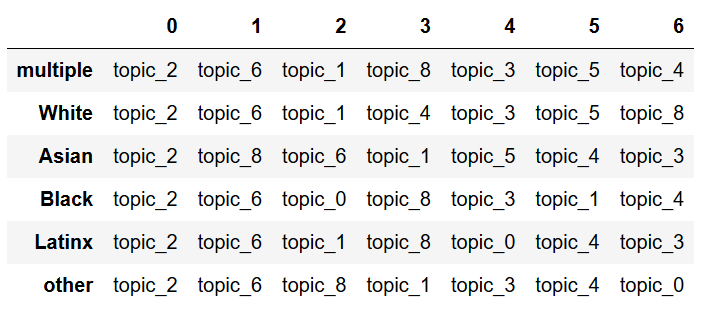 0 1 2 3 4 5 6
multiple topic_2 topic_6 topic_1 topic_8 topic_3 topic_5 topic_4
White topic_2 topic_6 topic_1 topic_4 topic_3 topic_5 topic_8
Asian topic_2 topic_8 topic_6 topic_1 topic_5 topic_4 topic_3
Black topic_2 topic_6 topic_0 topic_8 topic_3 topic_1 topic_4
Latinx topic_2 topic_6 topic_1 topic_8 topic_0 topic_4 topic_3
other topic_2 topic_6 topic_8 topic_1 topic_3 topic_4 topic_0